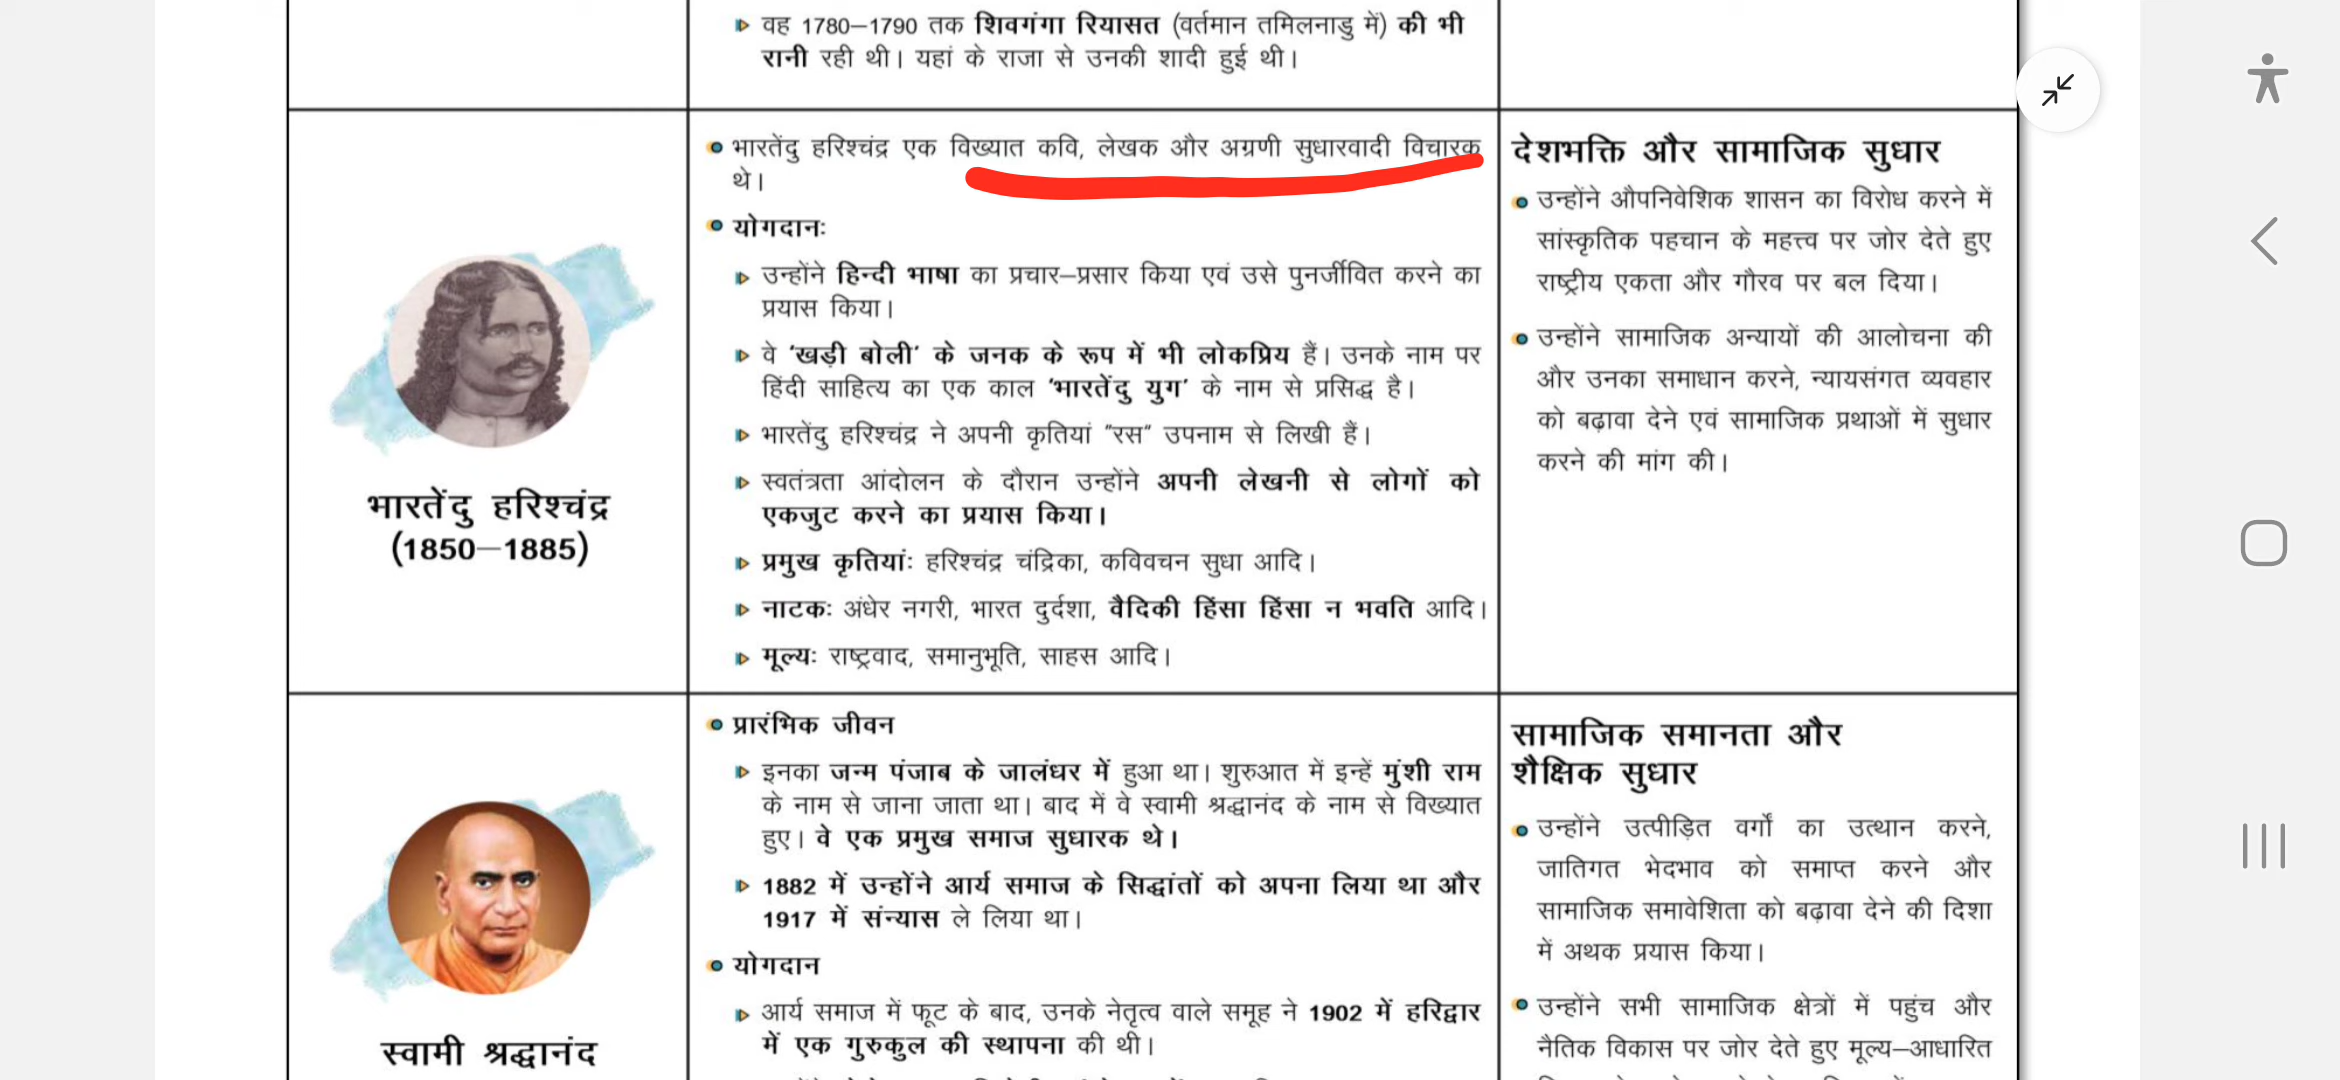 वह 1780–1790 तक शिवगंगा रियासत (वर्तमान तमिलनाडु में) की भी
रानी रही थी। यहां के राजा से उनकी शादी हुई थी।
भारतेंदु हरिश्चंद्र
(1850–1885)
भारतेंदु हरिश्चंद्र एक विख्यात कवि, लेखक और अग्रणी सुधारवादी विचारक
थे।
योगदानः
उन्होंने हिन्दी भाषा का प्रचार–प्रसार किया एवं उसे पुनर्जीवित करने का
प्रयास किया।
वे ‘खड़ी बोली’ के जनक के रूप में भी लोकप्रिय हैं। उनके नाम पर
हिंदी साहित्य का एक काल ‘भारतेंदु युग’ के नाम से प्रसिद्ध है।
भारतेंदु हरिश्चंद्र ने अपनी कृतियां “रस” उपनाम से लिखी हैं।
स्वतंत्रता आंदोलन के दौरान उन्होंने अपनी लेखनी से लोगों को
एकजुट करने का प्रयास किया।
प्रमुख कृतियांः हरिश्चंद्र चंद्रिका, कविवचन सुधा आदि।
नाटकः अंधेर नगरी, भारत दुर्दशा, वैदिकी हिंसा हिंसा न भवति आदि।
मूल्यः राष्ट्रवाद, समानुभूति, साहस आदि।
देशभक्ति और सामाजिक सुधार
उन्होंने औपनिवेशिक शासन का विरोध करने में
सांस्कृतिक पहचान के महत्त्व पर जोर देते हुए
राष्ट्रीय एकता और गौरव पर बल दिया।
उन्होंने सामाजिक अन्यायों की आलोचना की
और उनका समाधान करने, न्यायसंगत व्यवहार
को बढ़ावा देने एवं सामाजिक प्रथाओं में सुधार
करने की मांग की।
स्वामी श्रद्धानंद
प्रारंभिक जीवन
इनका जन्म पंजाब के जालंधर में हुआ था। शुरुआत में इन्हें मुंशी राम
के नाम से जाना जाता था। बाद में वे स्वामी श्रद्धानंद के नाम से विख्यात
हुए। वे एक प्रमुख समाज सुधारक थे।
1882 में उन्होंने आर्य समाज के सिद्धांतों को अपना लिया था और
1917 में संन्यास ले लिया था।
योगदान
आर्य समाज में फूट के बाद, उनके नेतृत्व वाले समूह ने 1902 में हरिद्वार
में एक गुरुकुल की स्थापना की थी।
सामाजिक समानता और
शैक्षिक सुधार
उन्होंने उत्पीड़ित वर्गों का उत्थान करने,
जातिगत भेदभाव को समाप्त करने और
सामाजिक समावेशिता को बढ़ावा देने की दिशा
में अथक प्रयास किया।
उन्होंने सभी सामाजिक क्षेत्रों में पहुंच और
नैतिक विकास पर जोर देते हुए मूल्य–आधारित